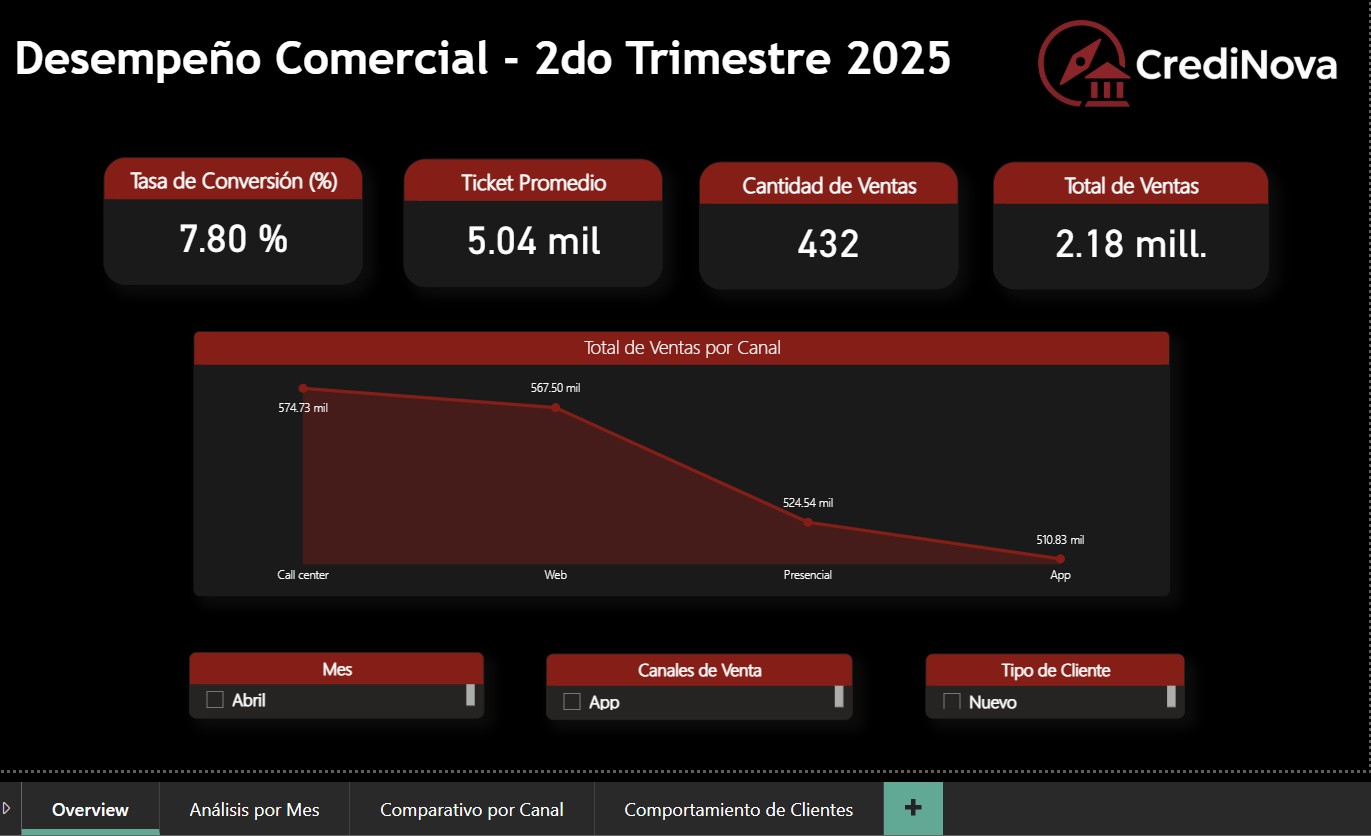 Desempeño Comercial - 2do Trimestre 2025
CrediNova
Tasa de Conversión (%)
7.80 %
Ticket Promedio
5.04 mil
Cantidad de Ventas
432
Total de Ventas
2.18 mill.
Total de Ventas por Canal
574.73 mil
567.50 mil
524.54 mil
510.83 mil
Call center
Web
Presencial
App
Mes
Abril
Canales de Venta
App
Tipo de Cliente
Nuevo
Overview
Análisis por Mes
Comparativo por Canal
Comportamiento de Clientes
+